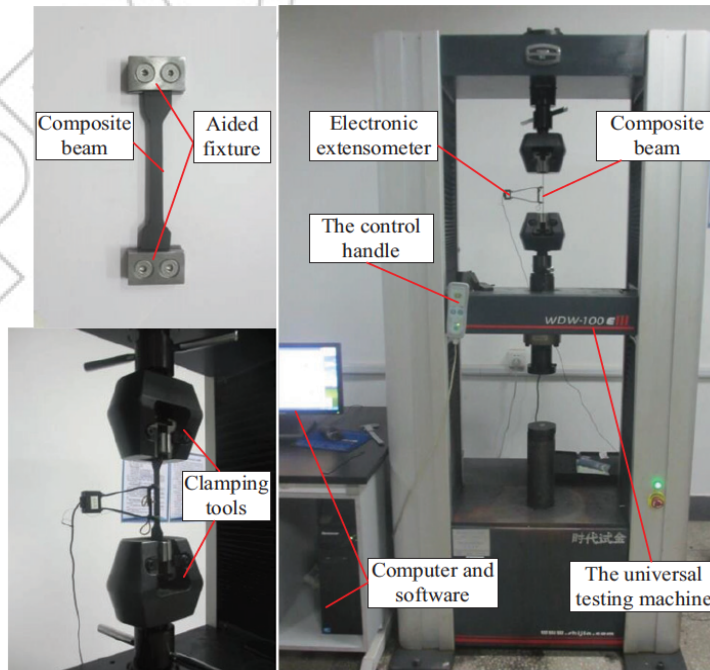 Composite
beam
Aided
fixture
Clamping
tools
Electronic
extensometer
Composite
beam
The control
handle
WDW-100E
Computer and
software
时代试金
The universal
testing machine